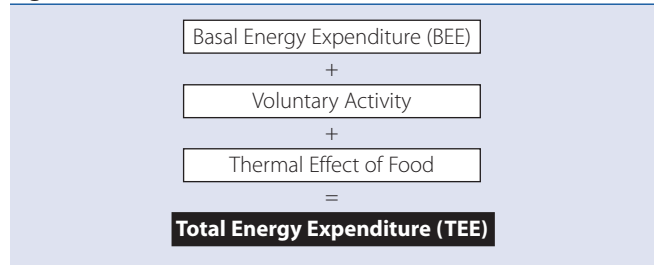 Basal Energy Expenditure (BEE)
+
Voluntary Activity
+
Thermal Effect of Food
=
Total Energy Expenditure (TEE)